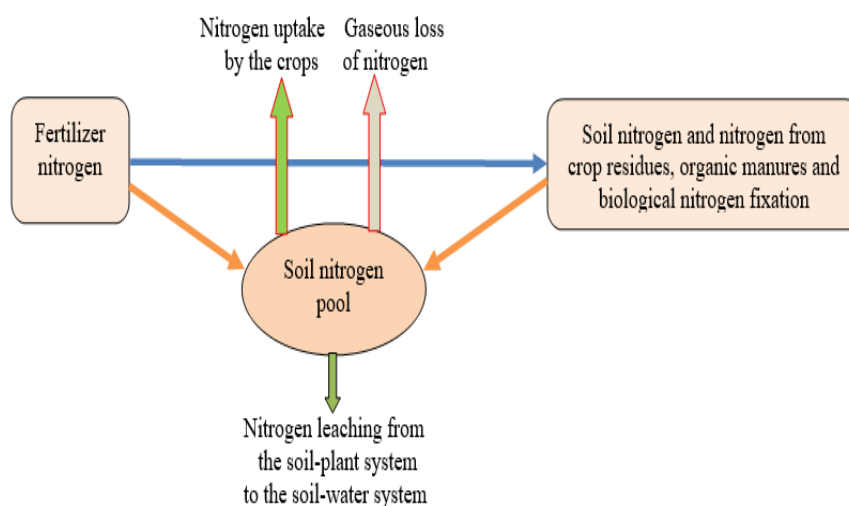 Nitrogen uptake
by the crops
Gaseous loss
of nitrogen
Fertilizer
nitrogen
Soil nitrogen and nitrogen from
crop residues, organic manures and
biological nitrogen fixation
Soil nitrogen
pool
Nitrogen leaching from
the soil-plant system
to the soil-water system